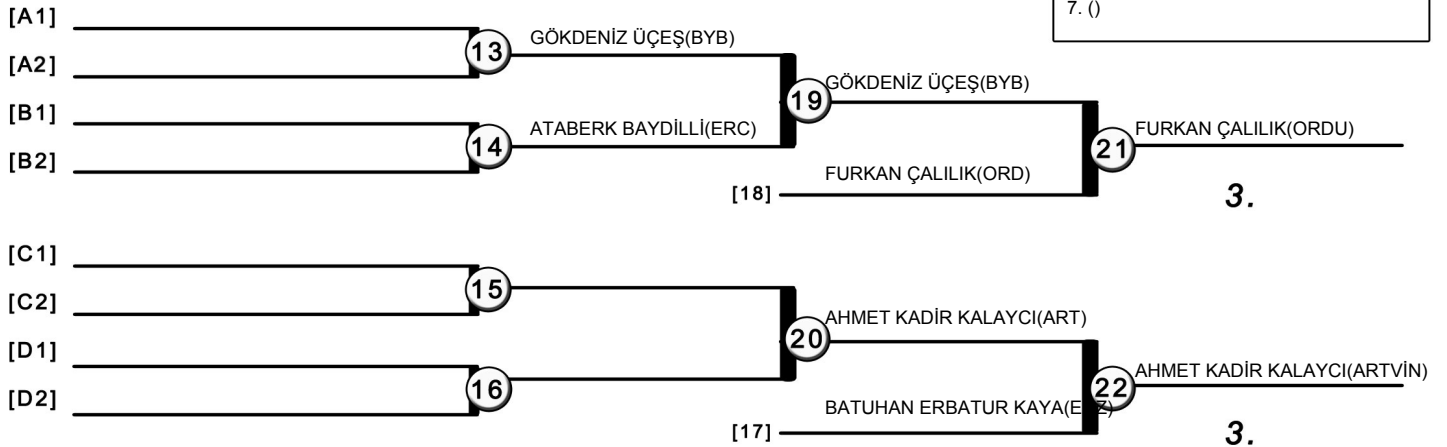 7. ()
[A1]
13
GÖKDENİZ ÜÇEŞ(BYB)
[A2]
19
GÖKDENİZ ÜÇEŞ(BYB)
[B1]
14
ATABERK BAYDİLLİ(ERC)
21
FURKAN ÇALILIK(ORDU)
[B2]
FURKAN ÇALILIK(ORD)
[18]
3.
[C1]
15
[C2]
20
AHMET KADİR KALAYCI(ART)
[D1]
16
22
AHMET KADİR KALAYCI(ARTVİN)
[D2]
BATUHAN ERBATUR
[17]
3.